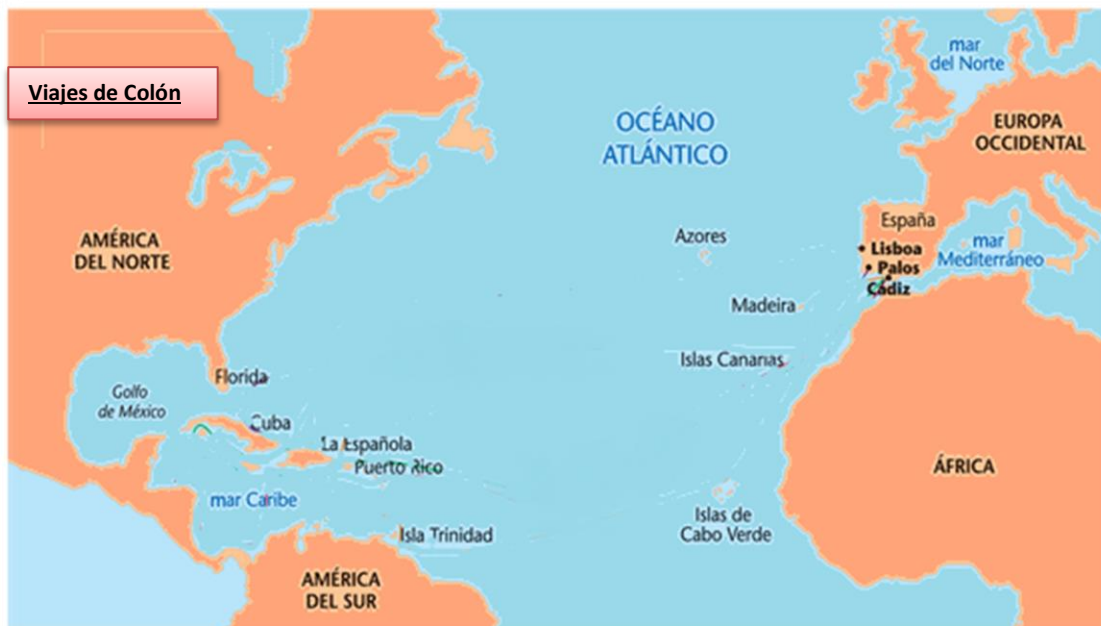 Viajes de Colón
mar
del Norte
OCÉANO
ATLÁNTICO
EUROPA
OCCIDENTAL
España
AMÉRICA
DEL NORTE
Azores
Lisboa
mar
Mediterráneo
Palos
Cádiz
Madeira
Islas Canarias
Florida
Golfo
de México
Cuba
La Española
Puerto Rico
ÁFRICA
mar Caribe
Islas de
Cabo Verde
Isla Trinidad
AMÉRICA
DEL SUR